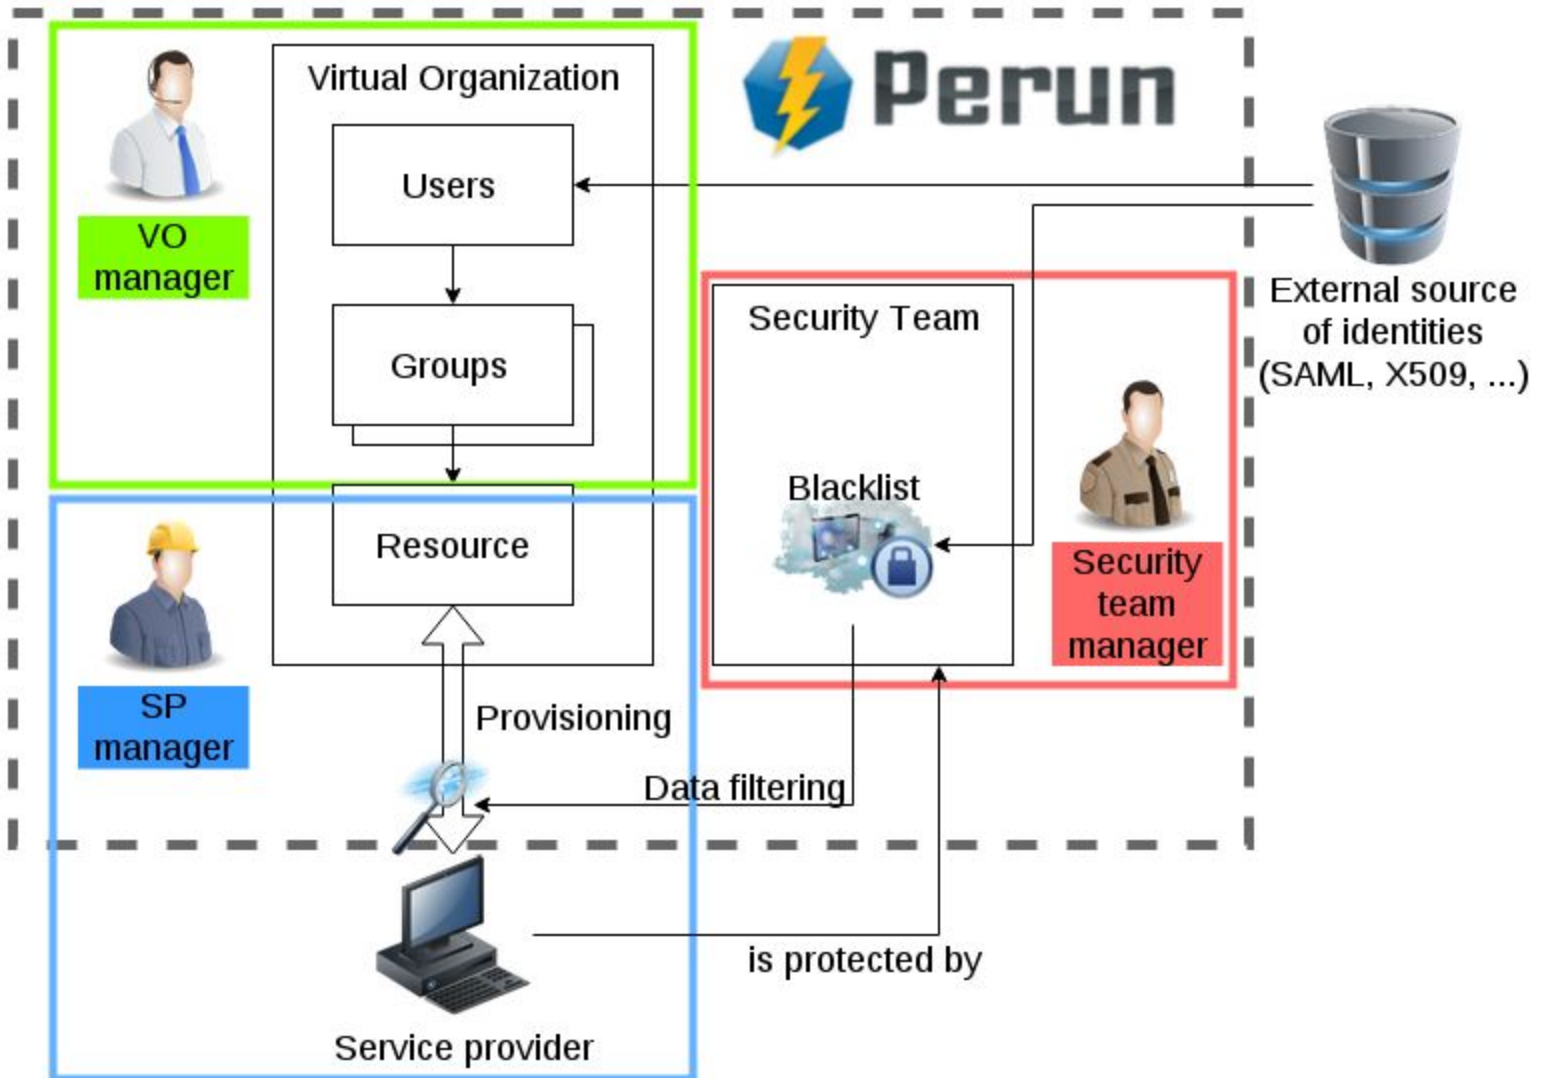 Virtual Organization
Perun
Users
VO
manager
Groups
External source
of identities
(SAML, X509, ...)
Security Team
Blacklist
Resource
Security
team
manager
SP
manager
Provisioning
Data filtering
is protected by
Service provider